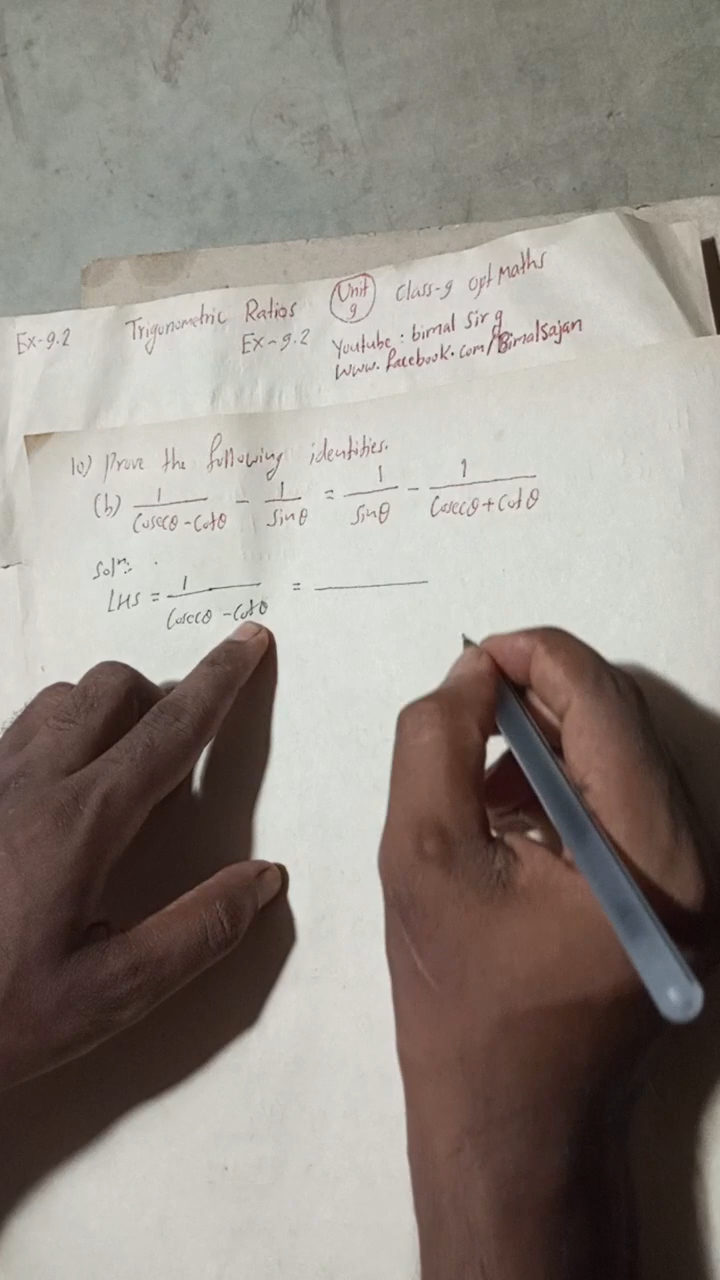 Ex-9.2 Trigonometric Ratios Unit 9 Class-9 Opt Maths
Ex-9.2 Youtube : birnal Sir g
www.facebook.com/Birnalsajan
10) Prove the following identities.
(b) 1/(Cosecθ - Cotθ) - 1/Sinθ = 1/Sinθ - 1/(Cosecθ + Cotθ)
Solⁿ:
LHS = 1/(Cosecθ - Cotθ) =